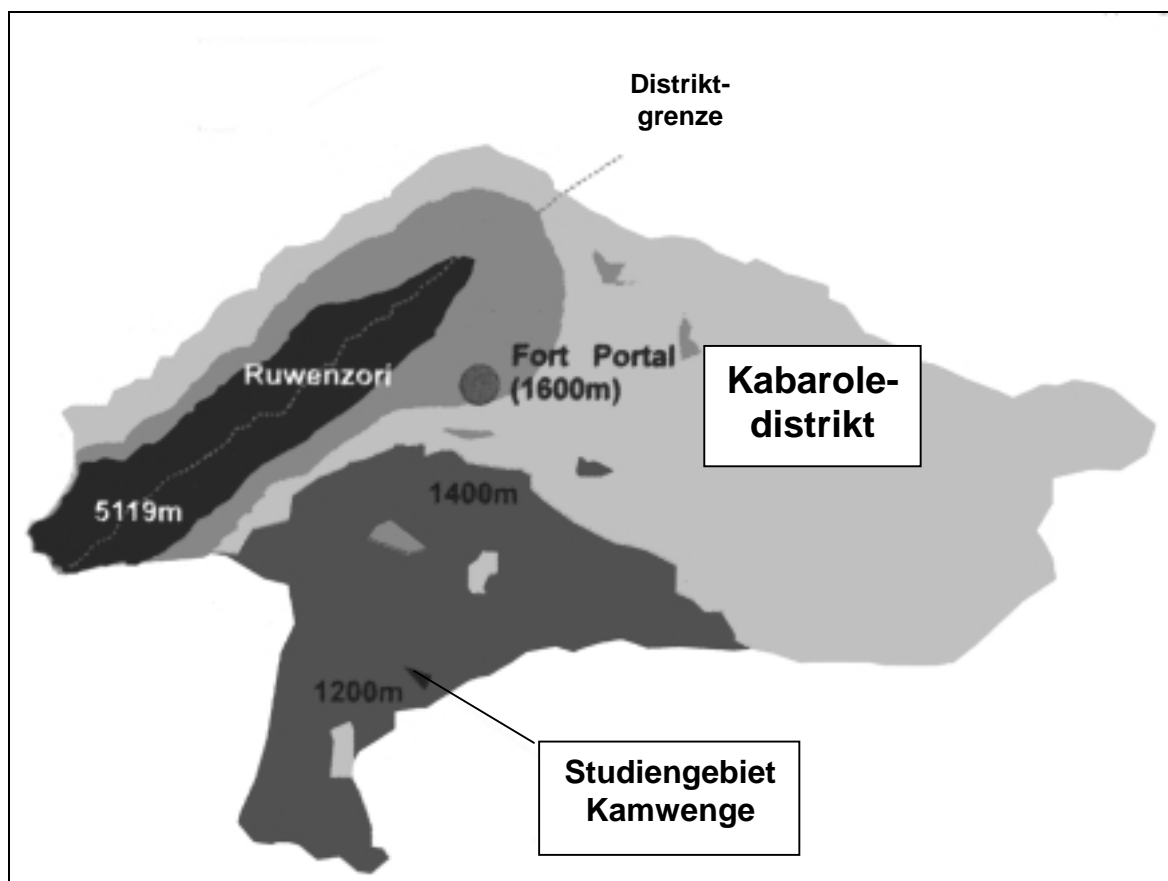 Distrikt-
grenze
Ruwenzori
Fort Portal
(1600m)
Kabarole-
distrikt
5119m
1400m
1200m
Studiengebiet
Kamwenge